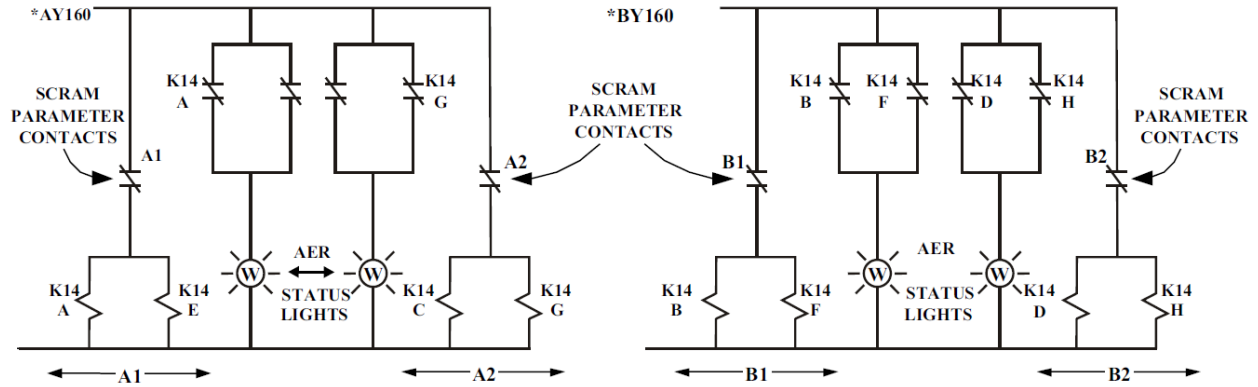 *AY160
K14
A
K14
G
SCRAM
PARAMETER
CONTACTS
A1
A2
W
AER
W
STATUS
LIGHTS
K14
A
K14
E
K14
C
K14
G
A1
A2
SCRAM
PARAMETER
CONTACTS
*BY160
K14
B
K14
F
K14
D
K14
H
SCRAM
PARAMETER
CONTACTS
B1
B2
W
AER
W
STATUS
LIGHTS
K14
B
K14
F
K14
D
K14
H
B1
B2